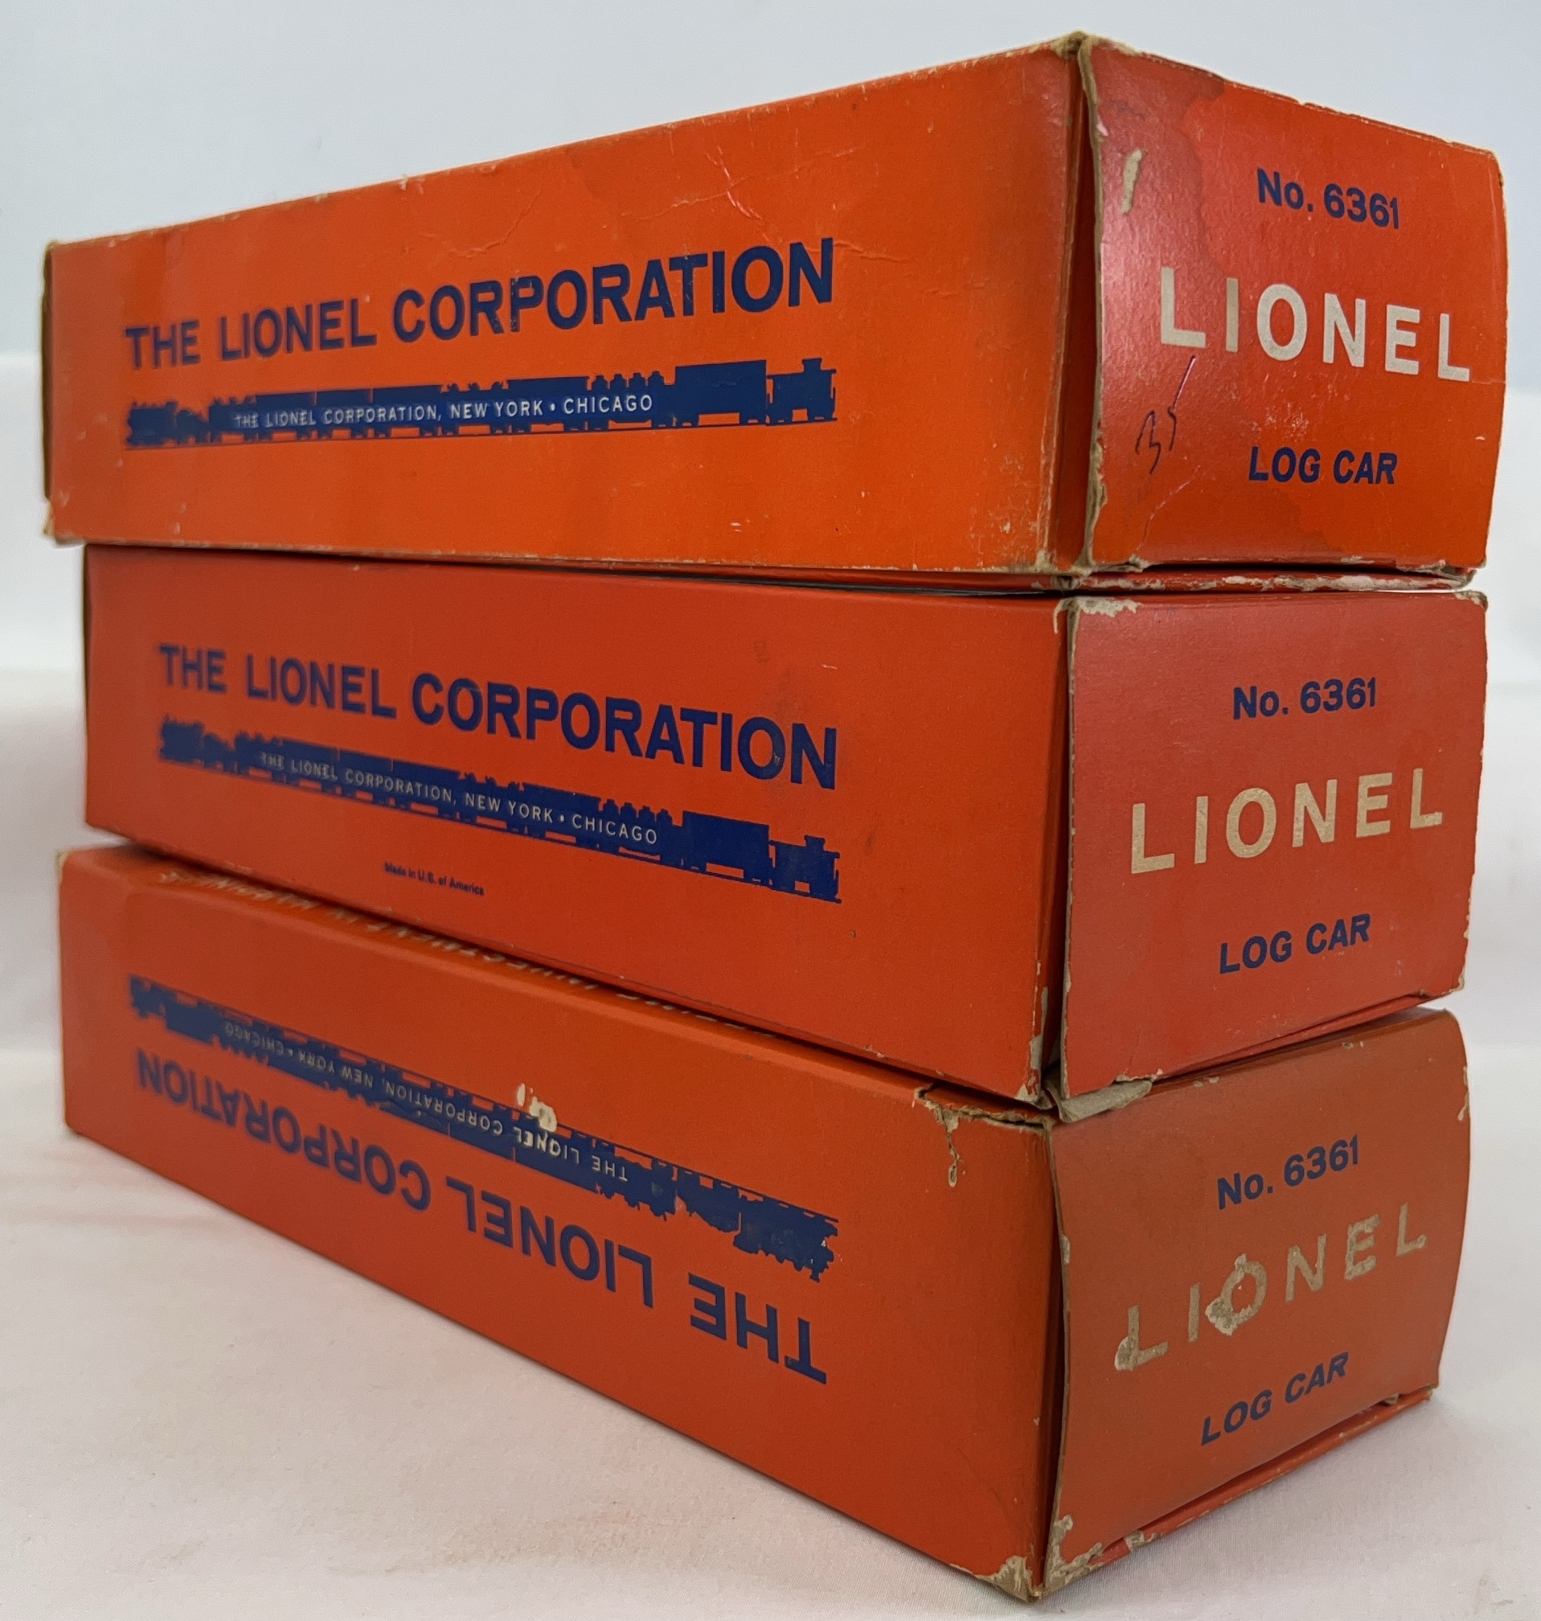 THE LIONEL CORPORATION
THE LIONEL CORPORATION, NEW YORK • CHICAGO
No. 6361
LIONEL
35
LOG CAR
THE LIONEL CORPORATION
THE LIONEL CORPORATION, NEW YORK • CHICAGO
Made in U.S. of America
No. 6361
LIONEL
LOG CAR
THE LIONEL CORPORATION
THE LIONEL CORPORATION, NEW YORK • CHICAGO
No. 6361
LIONEL
LOG CAR